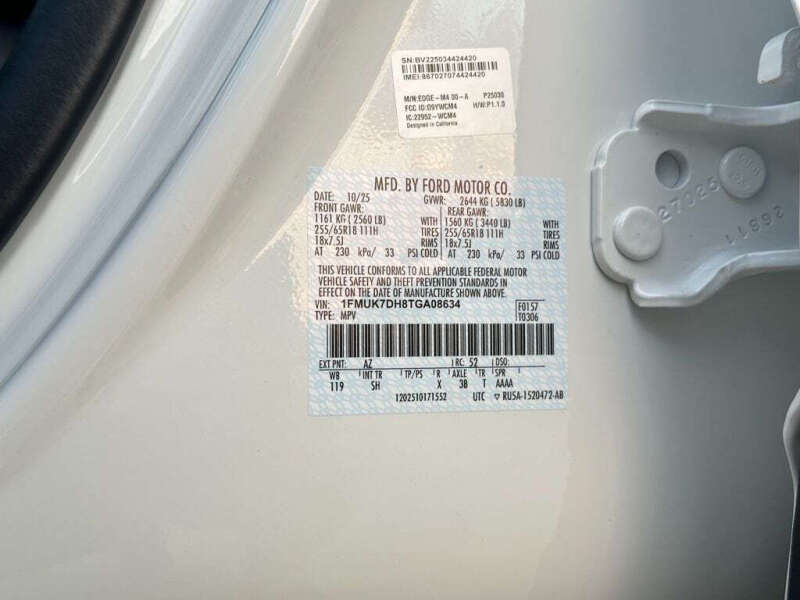 SN:BV225034424420
IMEI:867027074424420
M/N:EDGE-M4 00-A P25030
FCC ID:D9YWCM4 H/W:P1.1.0
IC:22952-WCM4
Designed in California
MFD. BY FORD MOTOR CO.
DATE: 10/25 GVWR: 2644 KG ( 5830 LB)
FRONT GAWR: REAR GAWR:
1161 KG ( 2560 LB) WITH 1560 KG ( 3440 LB) WITH
255/65R18 111H TIRES 255/65R18 111H TIRES
18x7.5J RIMS 18x7.5J RIMS
AT 230 kPa/ 33 PSI COLD AT 230 kPa/ 33 PSI COLD
THIS VEHICLE CONFORMS TO ALL APPLICABLE FEDERAL MOTOR
VEHICLE SAFETY AND THEFT PREVENTION STANDARDS IN
EFFECT ON THE DATE OF MANUFACTURE SHOWN ABOVE.
VIN: 1FMUK7DH8TGA08634 F0157
TYPE: MPV T0306
EXT PNT: AZ RC: 52 DSO:
WB INT TR TP/PS R AXLE TR SPR
119 SH X 3B T AAAA
1202510171552 UTC RU5A-1520472-AB
27025